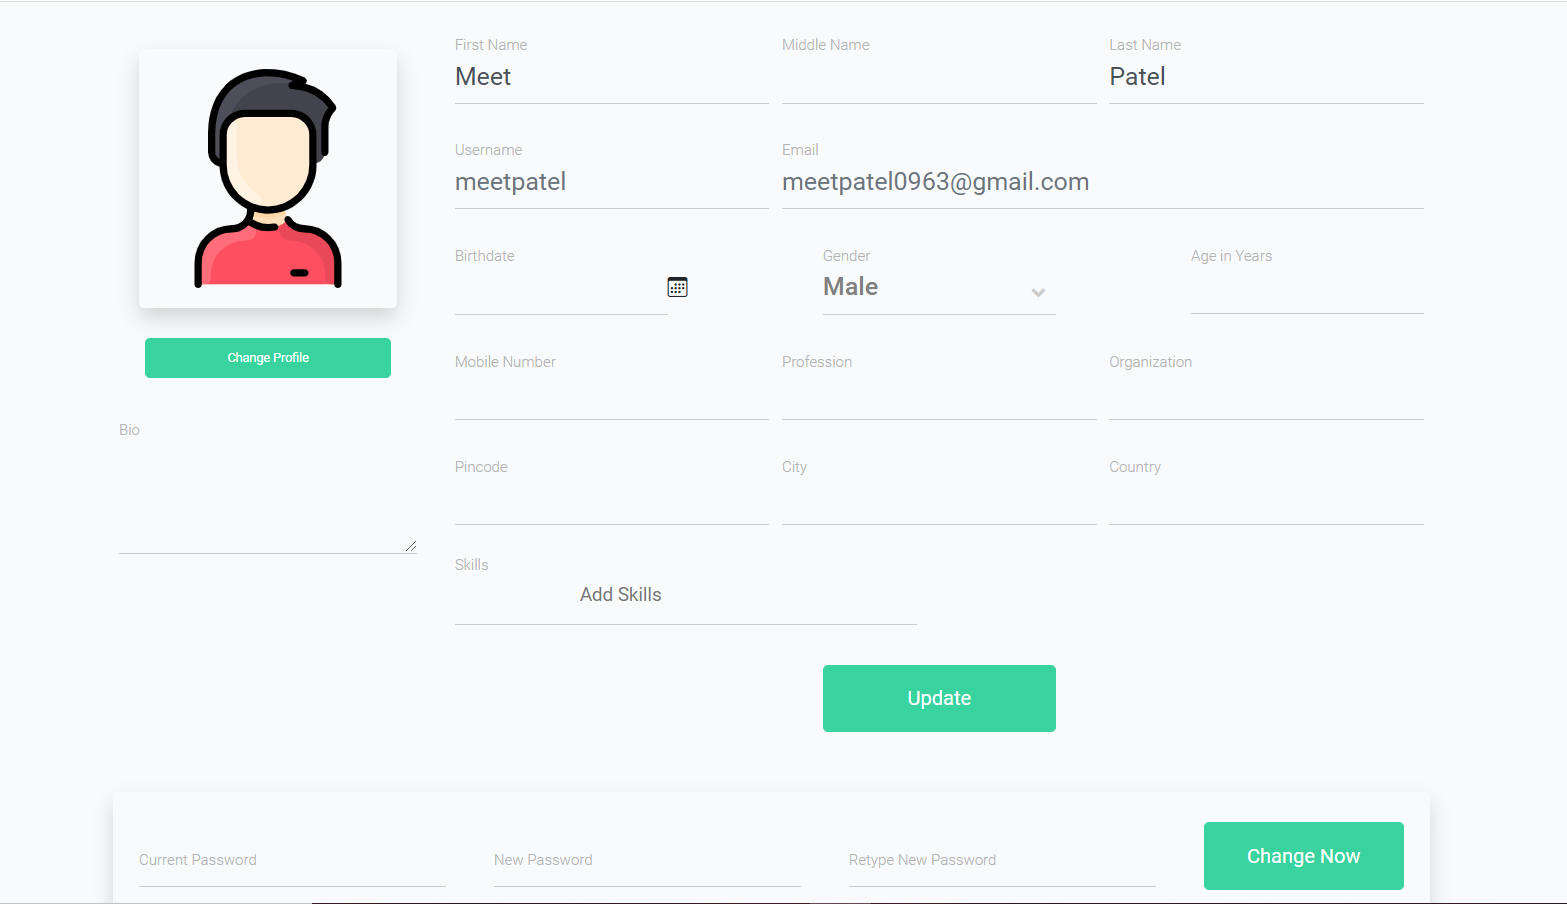 First Name Middle Name Last Name
Meet Patel
Username Email
meetpatel meetpatel0963@gmail.com
Birthdate Gender Age in Years
Male
Change Profile
Mobile Number Profession Organization
Bio
Pincode City Country
Skills
Add Skills
Update
Current Password New Password Retype New Password
Change Now